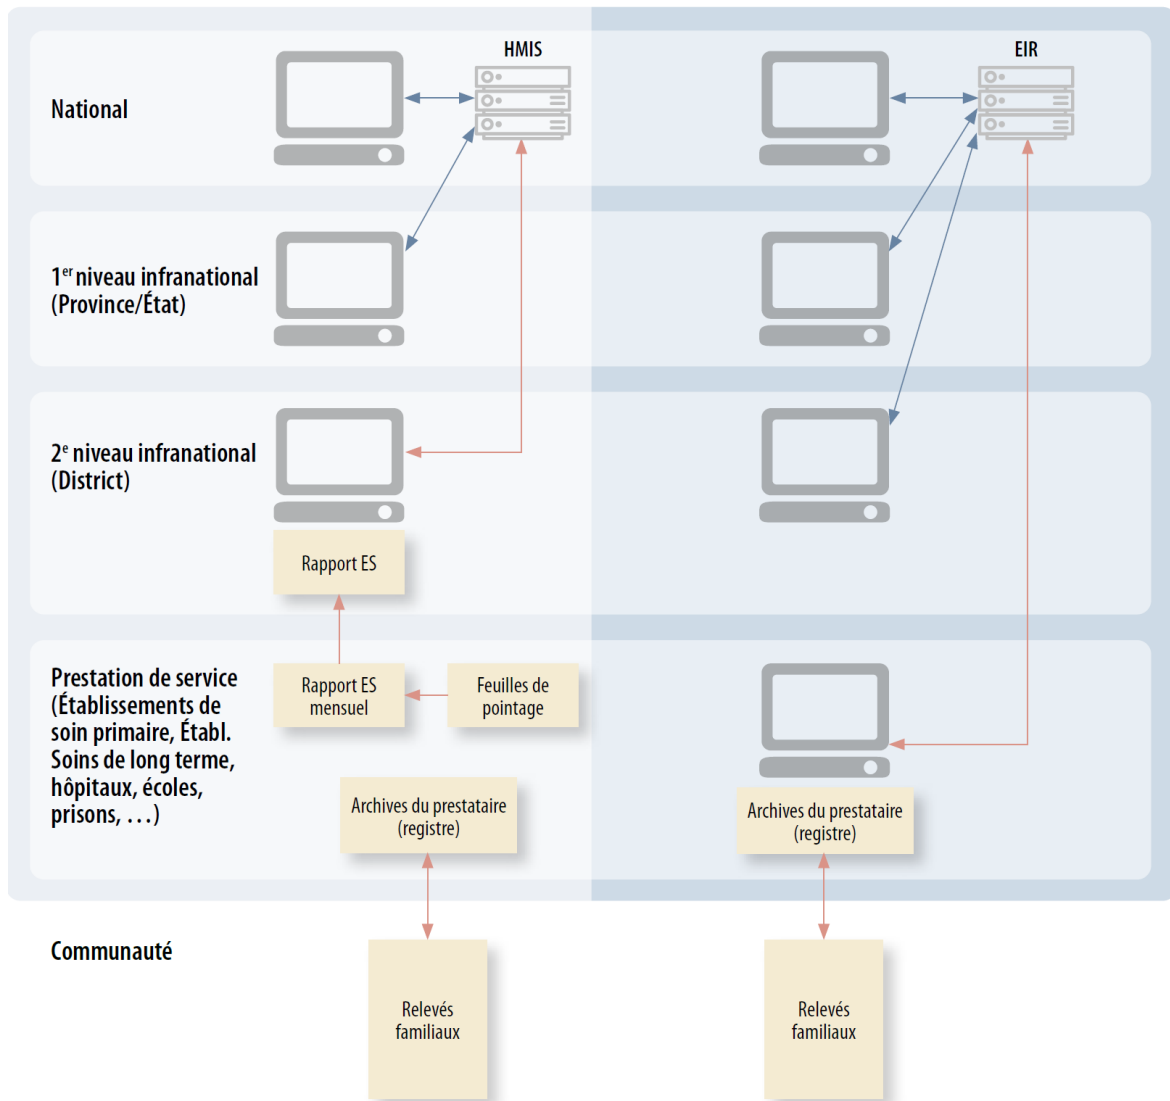 HMIS
EIR
National
1er niveau infranational
(Province/État)
2e niveau infranational
(District)
Rapport ES
Prestation de service
(Établissements de
soin primaire, Établ.
Soins de long terme,
hôpitaux, écoles,
prisons, …)
Rapport ES
mensuel
Feuilles de
pointage
Archives du prestataire
(registre)
Archives du prestataire
(registre)
Communauté
Relevés
familiaux
Relevés
familiaux